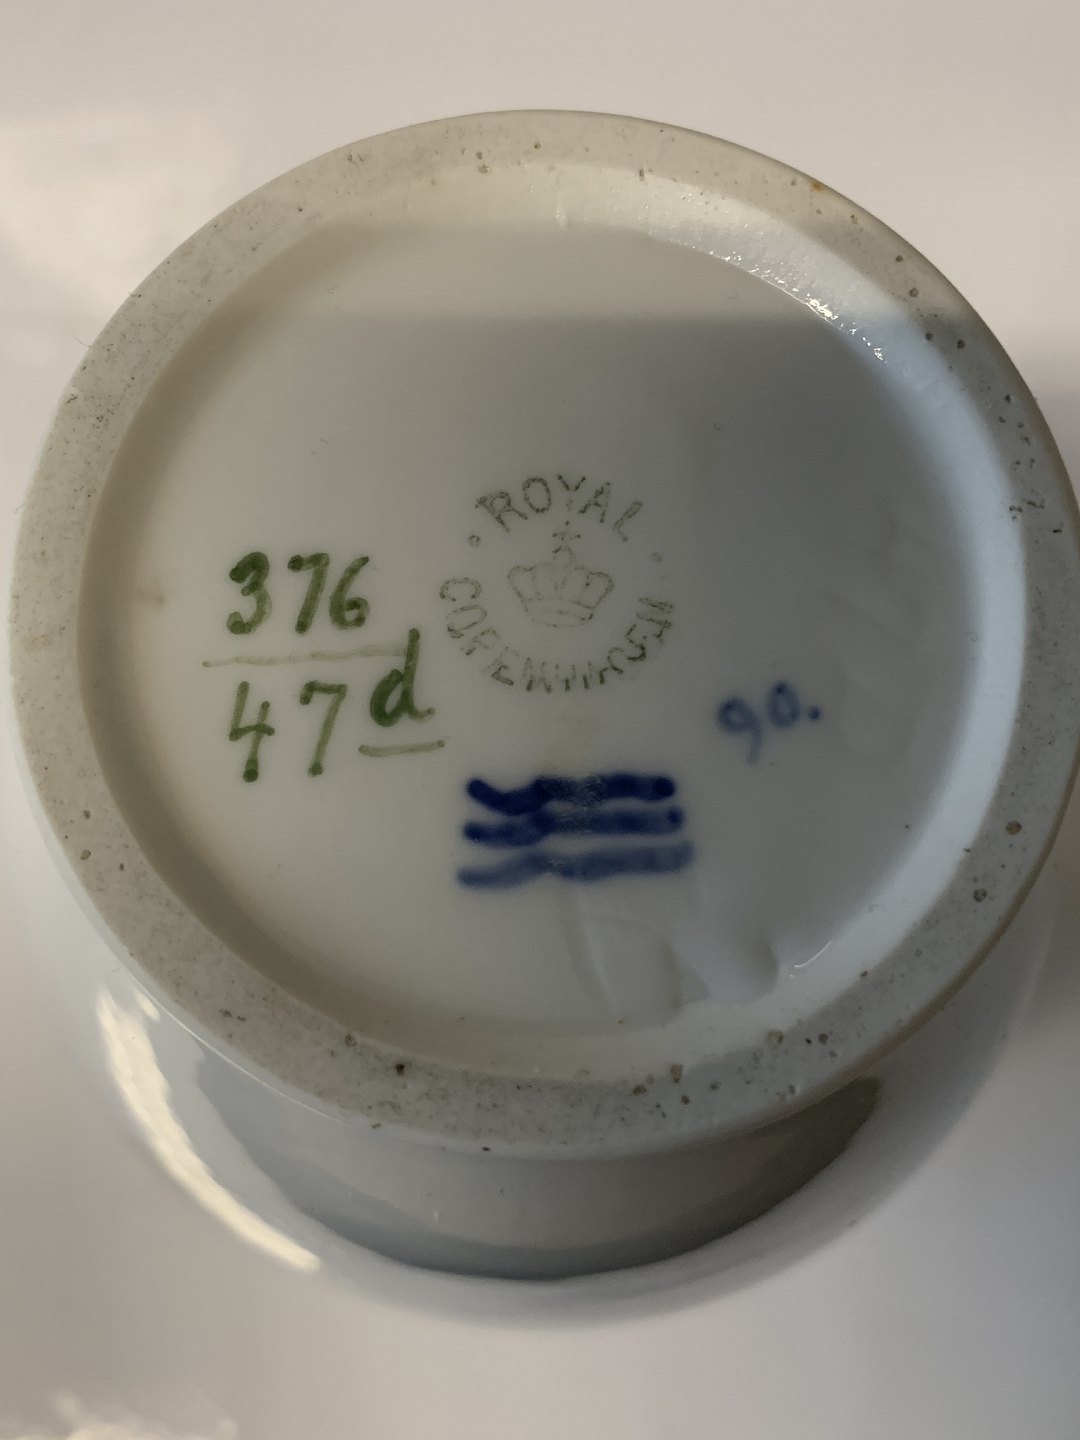 ROYAL
COPENHAGEN
376
47d
90.